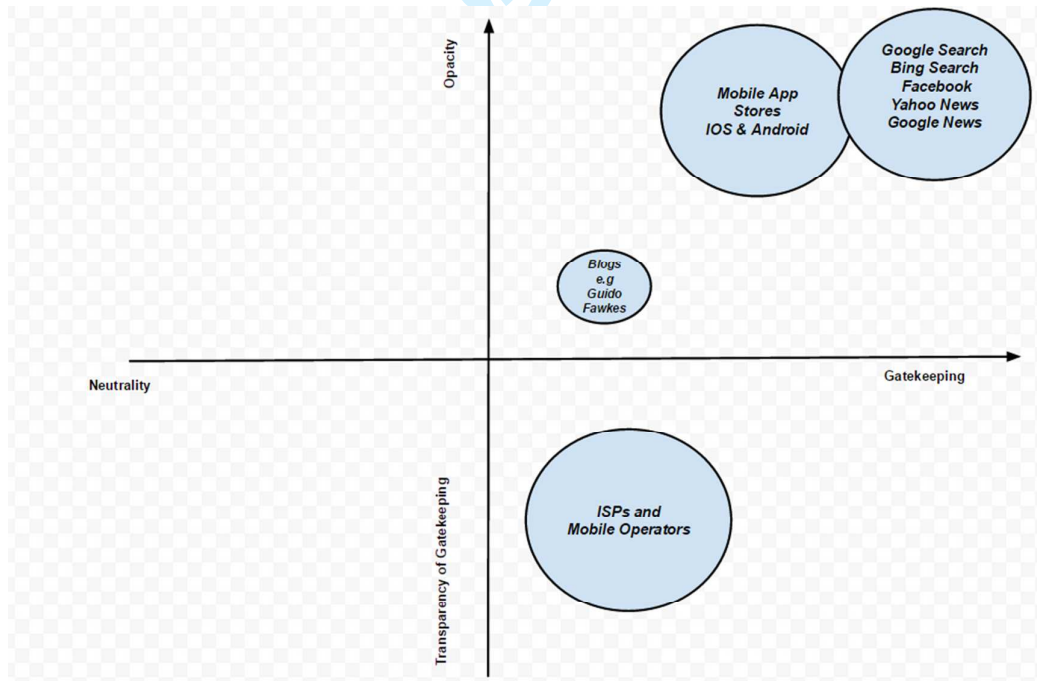 Opacity
Mobile App
Stores
IOS & Android
Google Search
Bing Search
Facebook
Yahoo News
Google News
Blogs
e.g
Guido
Fawkes
Neutrality
Gatekeeping
Transparency of Gatekeeping
ISPs and
Mobile Operators